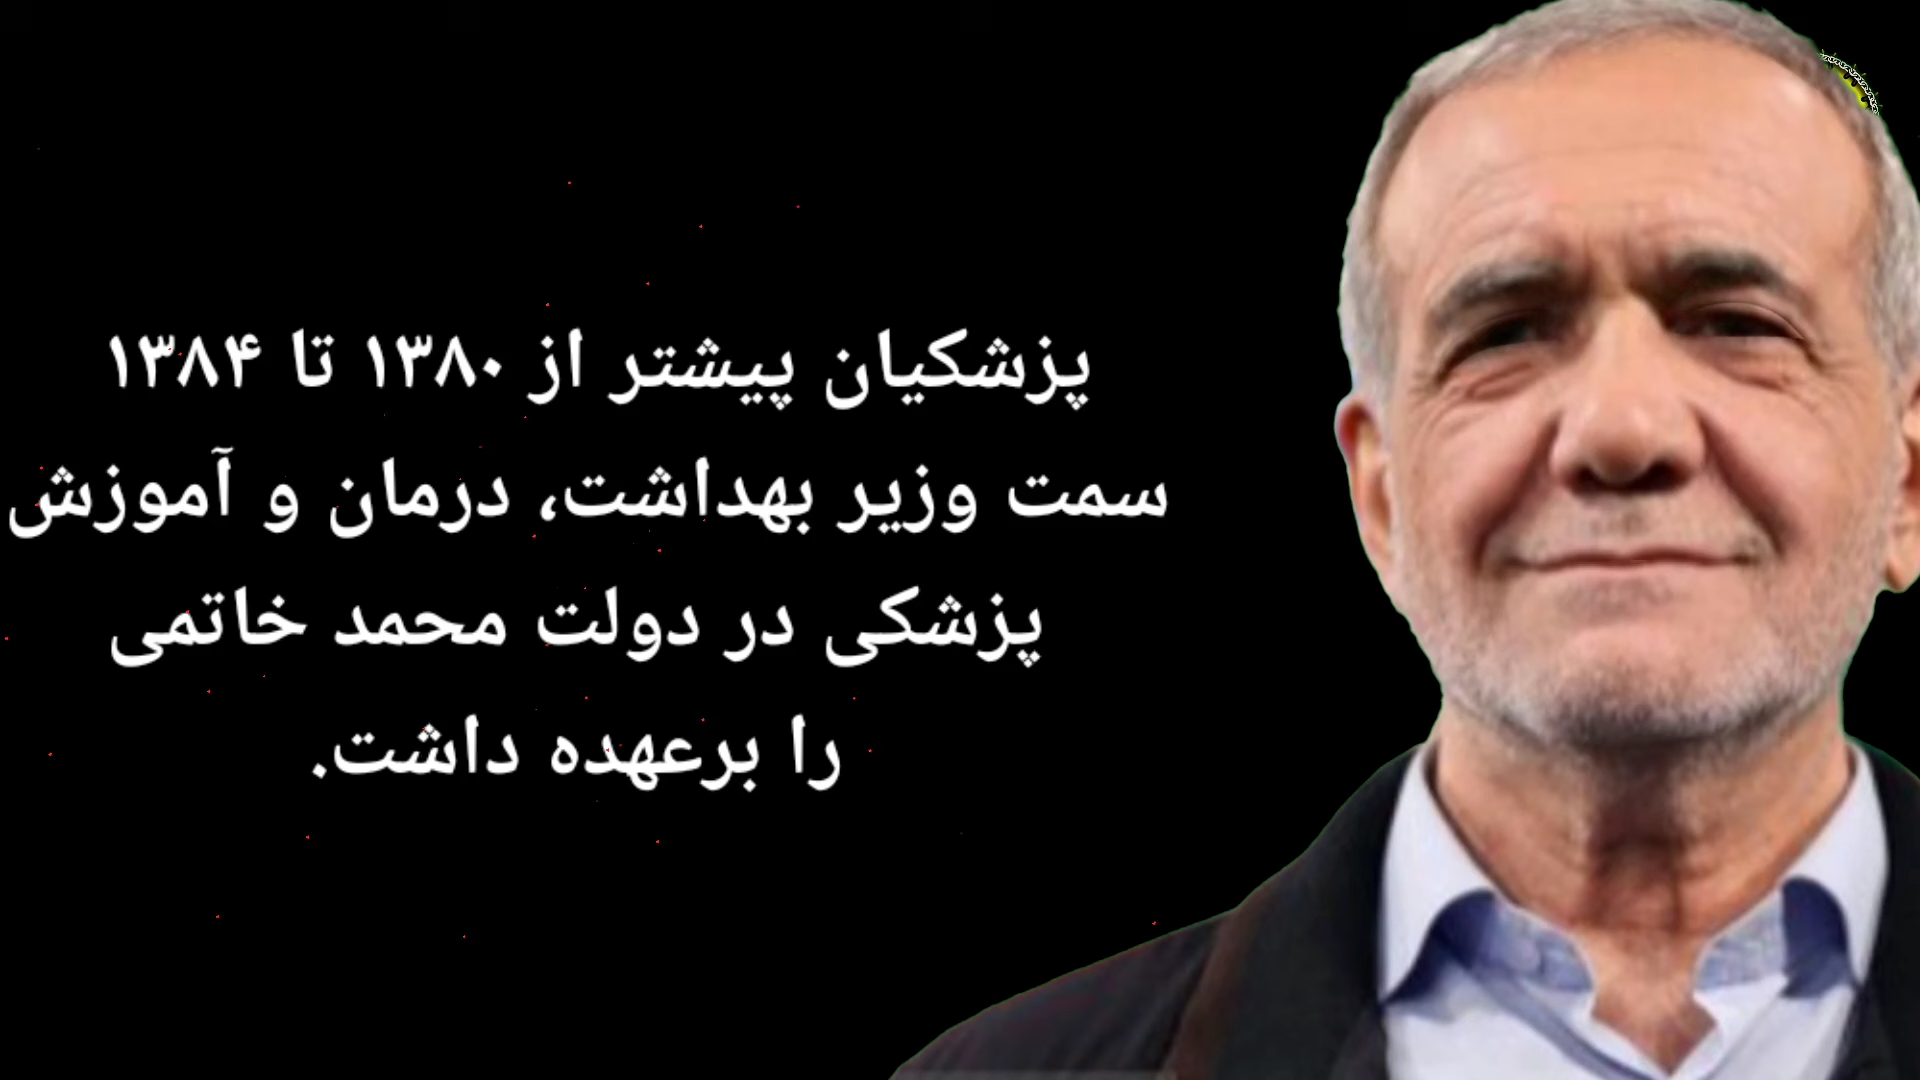 پزشکیان پیشتر از ۱۳۸۰ تا ۱۳۸۴
سمت وزیر بهداشت، درمان و آموزش
پزشکی در دولت محمد خاتمی
را برعهده داشت.